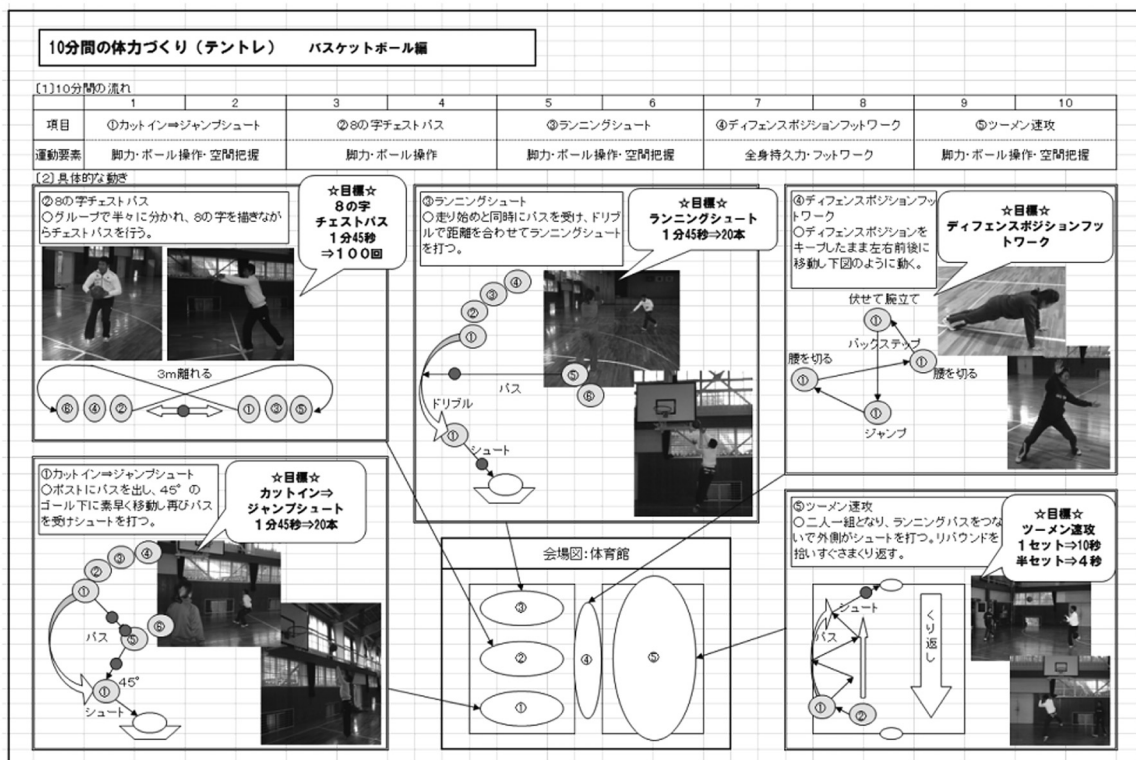 10分間の体力づくり（テントレ）　バスケットボール編
〔1〕10分間の流れ
1 2 3 4 5 6 7 8 9 10
項目 ①カットイン⇒ジャンプシュート ②8の字チェストパス ③ランニングシュート ④ディフェンスポジションフットワーク ⑤ツーメン速攻
運動要素 脚力・ボール操作・空間把握 脚力・ボール操作 脚力・ボール操作・空間把握 全身持久力・フットワーク 脚力・ボール操作・空間把握
〔2〕具体的な動き
②8の字チェストパス
○グループで半々に分かれ、8の字を描きなが
らチェストパスを行う。
☆目標☆
８の字
チェストパス
１分45秒
⇒１００回
3m離れる
⑥ ④ ② ① ③ ⑤
③ランニングシュート
○走り始めと同時にパスを受け、ドリブ
ルで距離を合わせてランニングシュート
を打つ。
☆目標☆
ランニングシュート
１分45秒⇒20本
④
③
②
①
⑤
⑥
パス
ドリブル
①
シュート
④ディフェンスポジションフッ
トワーク
○ディフェンスポジションを
キープしたまま左右前後に
移動し下図のように動く。
☆目標☆
ディフェンスポジションフッ
トワーク
伏せて腕立て
①
バックステップ
腰を切る
①
①
腰を切る
①
ジャンプ
①カットイン⇒ジャンプシュート
○ポストにパスを出し、45°の
ゴール下に素早く移動し再びパス
を受けシュートを打つ。
☆目標☆
カットイン⇒
ジャンプシュート
１分45秒⇒20本
④
③
②
①
⑥
⑤
パス
①
45°
シュート
会場図：体育館
③
②
①
④
⑤
⑤ツーメン速攻
○二人一組となり、ランニングパスをつな
いで外側がシュートを打つ。リバウンドを
拾いすぐさまくり返す。
☆目標☆
ツーメン速攻
１セット⇒10秒
半セット⇒４秒
シュート
パス
くり返し
①
②